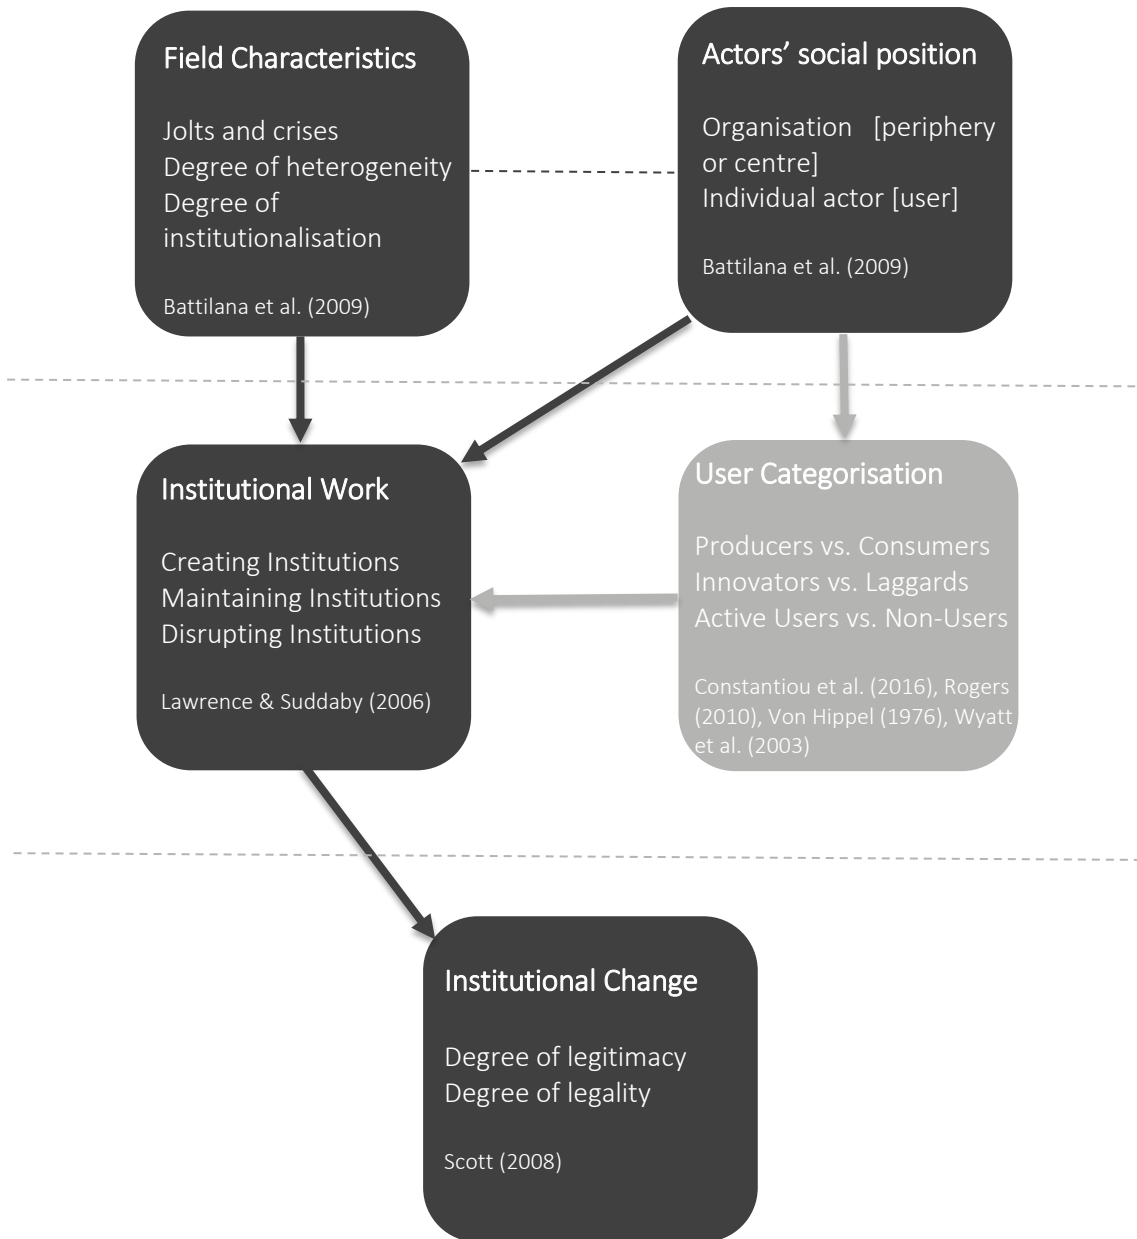 Field Characteristics
Jolts and crises
Degree of heterogeneity
Degree of
institutionalisation
Battilana et al. (2009)
Actors’ social position
Organisation [periphery
or centre]
Individual actor [user]
Battilana et al. (2009)
Institutional Work
Creating Institutions
Maintaining Institutions
Disrupting Institutions
Lawrence & Suddaby (2006)
User Categorisation
Producers vs. Consumers
Innovators vs. Laggards
Active Users vs. Non-Users
Constantiou et al. (2016), Rogers
(2010), Von Hippel (1976), Wyatt
et al. (2003)
Institutional Change
Degree of legitimacy
Degree of legality
Scott (2008)